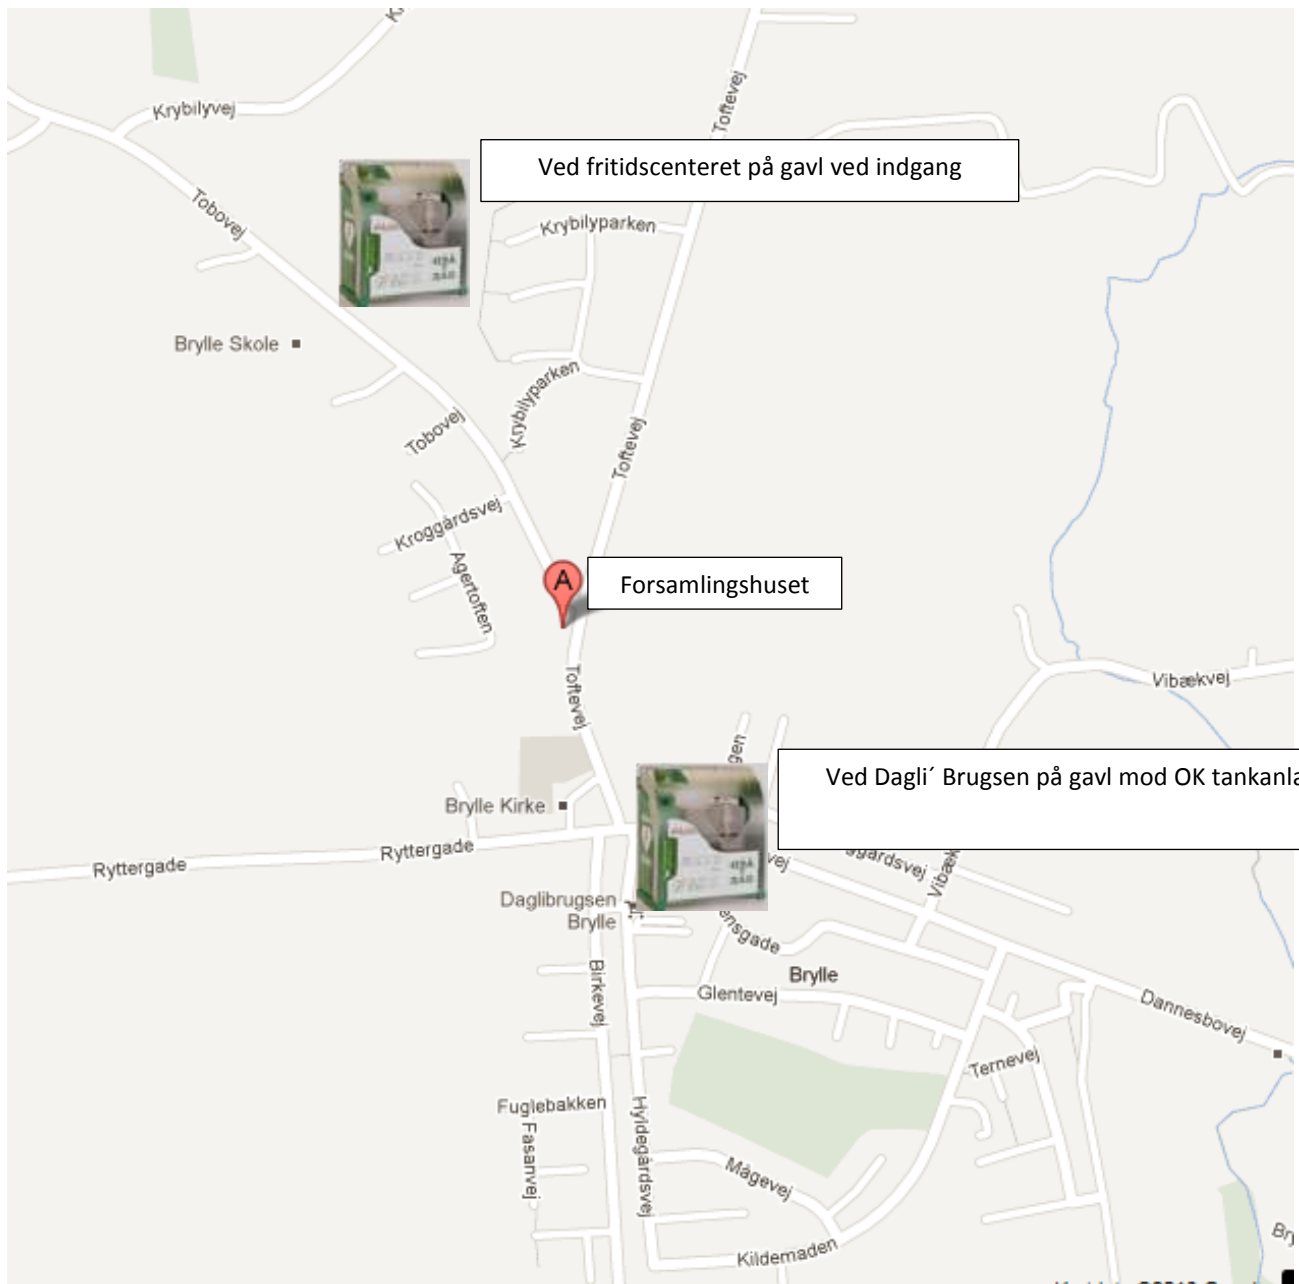 Krybilyvej
Toftevej
Ved fritidscenteret på gavl ved indgang
Tobovej
Krybilyparken
Brylle Skole
Krybilyparken
Tobovej
Toftevej
Kroggårdsvej
Agertoften
A
Forsamlingshuset
Toftevej
Vibækvej
Ved Dagli´ Brugsen på gavl mod OK tankanla
Brylle Kirke
Ryttergade
Ryttergade
Daglibrugsen
Brylle
Brylle
Birkevej
Glentevej
Dannesbovej
Ternevej
Fuglebakken
Fasanvej
Hyldegårdsvej
Mågevej
Kildemaden